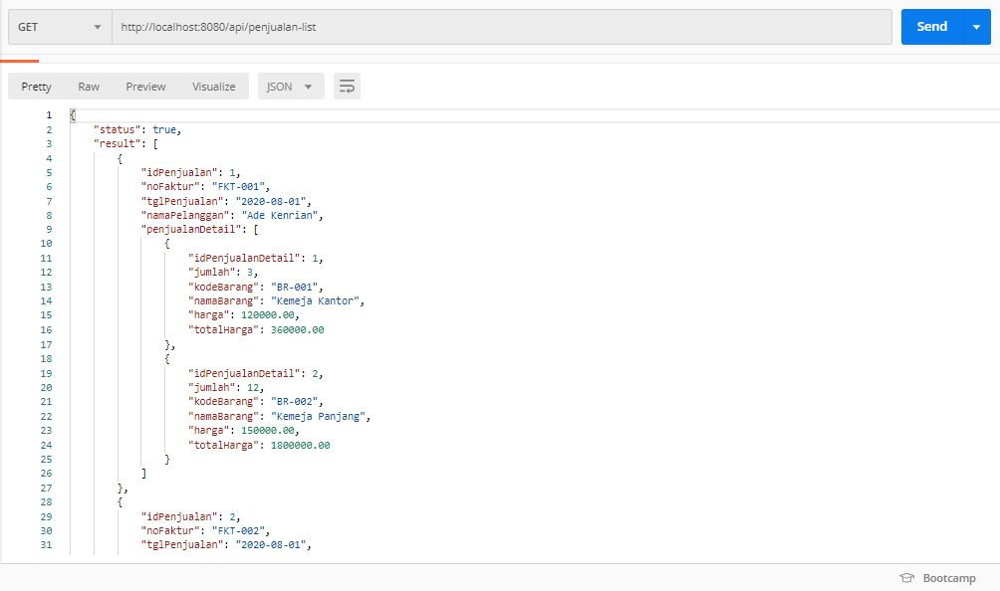 GET http://localhost:8080/api/penjualan-list Send
Pretty Raw Preview Visualize JSON
1 {
2 "status": true,
3 "result": [
4 {
5 "idPenjualan": 1,
6 "noFaktur": "FKT-001",
7 "tglPenjualan": "2020-08-01",
8 "namaPelanggan": "Ade Kenrian",
9 "penjualanDetail": [
10 {
11 "idPenjualanDetail": 1,
12 "jumlah": 3,
13 "kodeBarang": "BR-001",
14 "namaBarang": "Kemeja Kantor",
15 "harga": 120000.00,
16 "totalHarga": 360000.00
17 },
18 {
19 "idPenjualanDetail": 2,
20 "jumlah": 12,
21 "kodeBarang": "BR-002",
22 "namaBarang": "Kemeja Panjang",
23 "harga": 150000.00,
24 "totalHarga": 1800000.00
25 }
26 ]
27 },
28 {
29 "idPenjualan": 2,
30 "noFaktur": "FKT-002",
31 "tglPenjualan": "2020-08-01",
Bootcamp